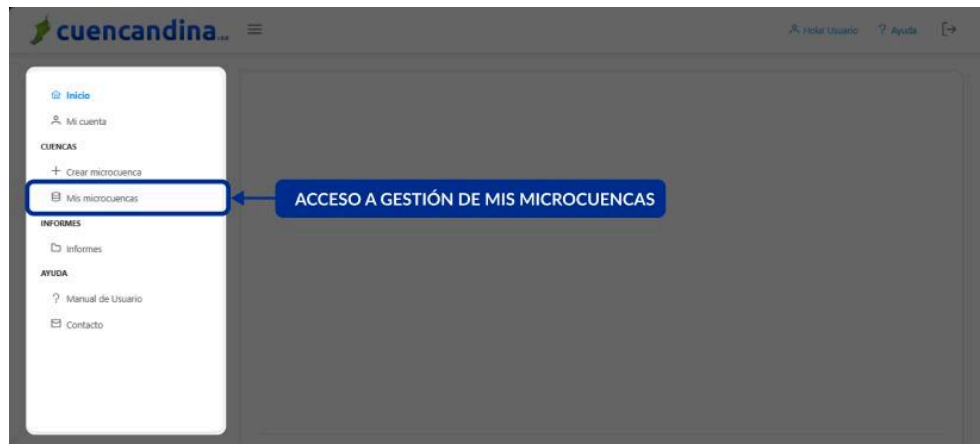 cuencandina
Hola! Usuario
? Ayuda
Inicio
Mi cuenta
CUENCAS
+ Crear microcuenca
Mis microcuencas
ACCESO A GESTIÓN DE MIS MICROCUENCAS
INFORMES
Informes
AYUDA
? Manual de Usuario
Contacto